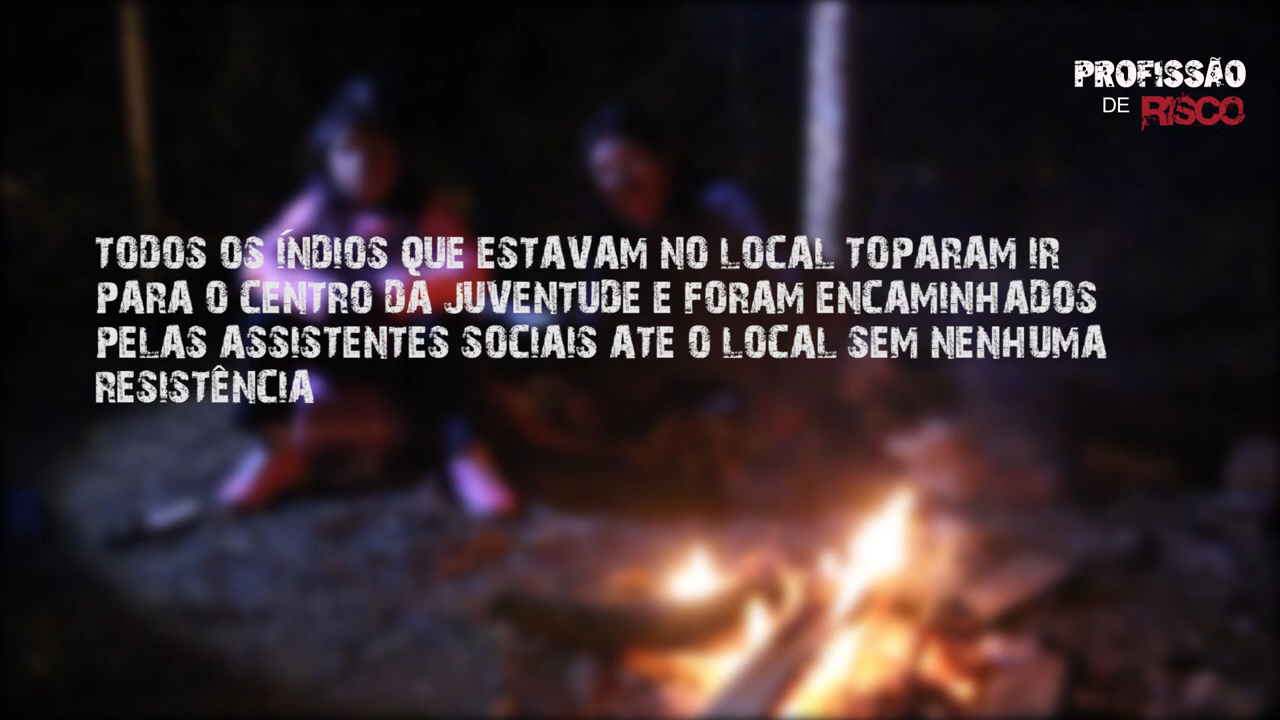 PROFISSÃO
DE RISCO
TODOS OS ÍNDIOS QUE ESTAVAM NO LOCAL TOPARAM IR
PARA O CENTRO DA JUVENTUDE E FORAM ENCAMINHADOS
PELAS ASSISTENTES SOCIAIS ATE O LOCAL SEM NENHUMA
RESISTÊNCIA